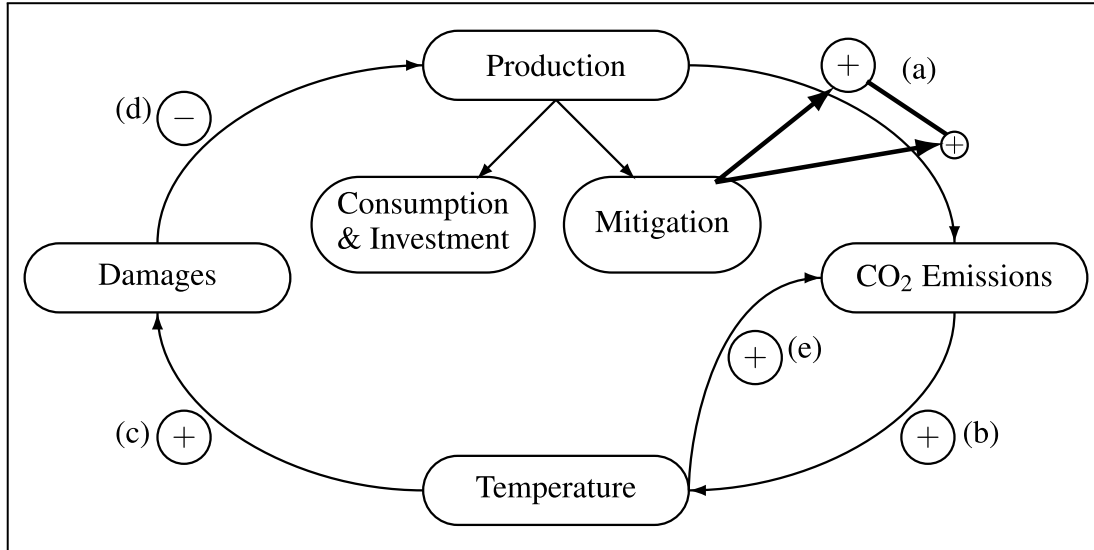 Production
+
(a)
(d)
−
+
Consumption
& Investment
Mitigation
Damages
CO₂ Emissions
+
(e)
(c)
+
+
(b)
Temperature